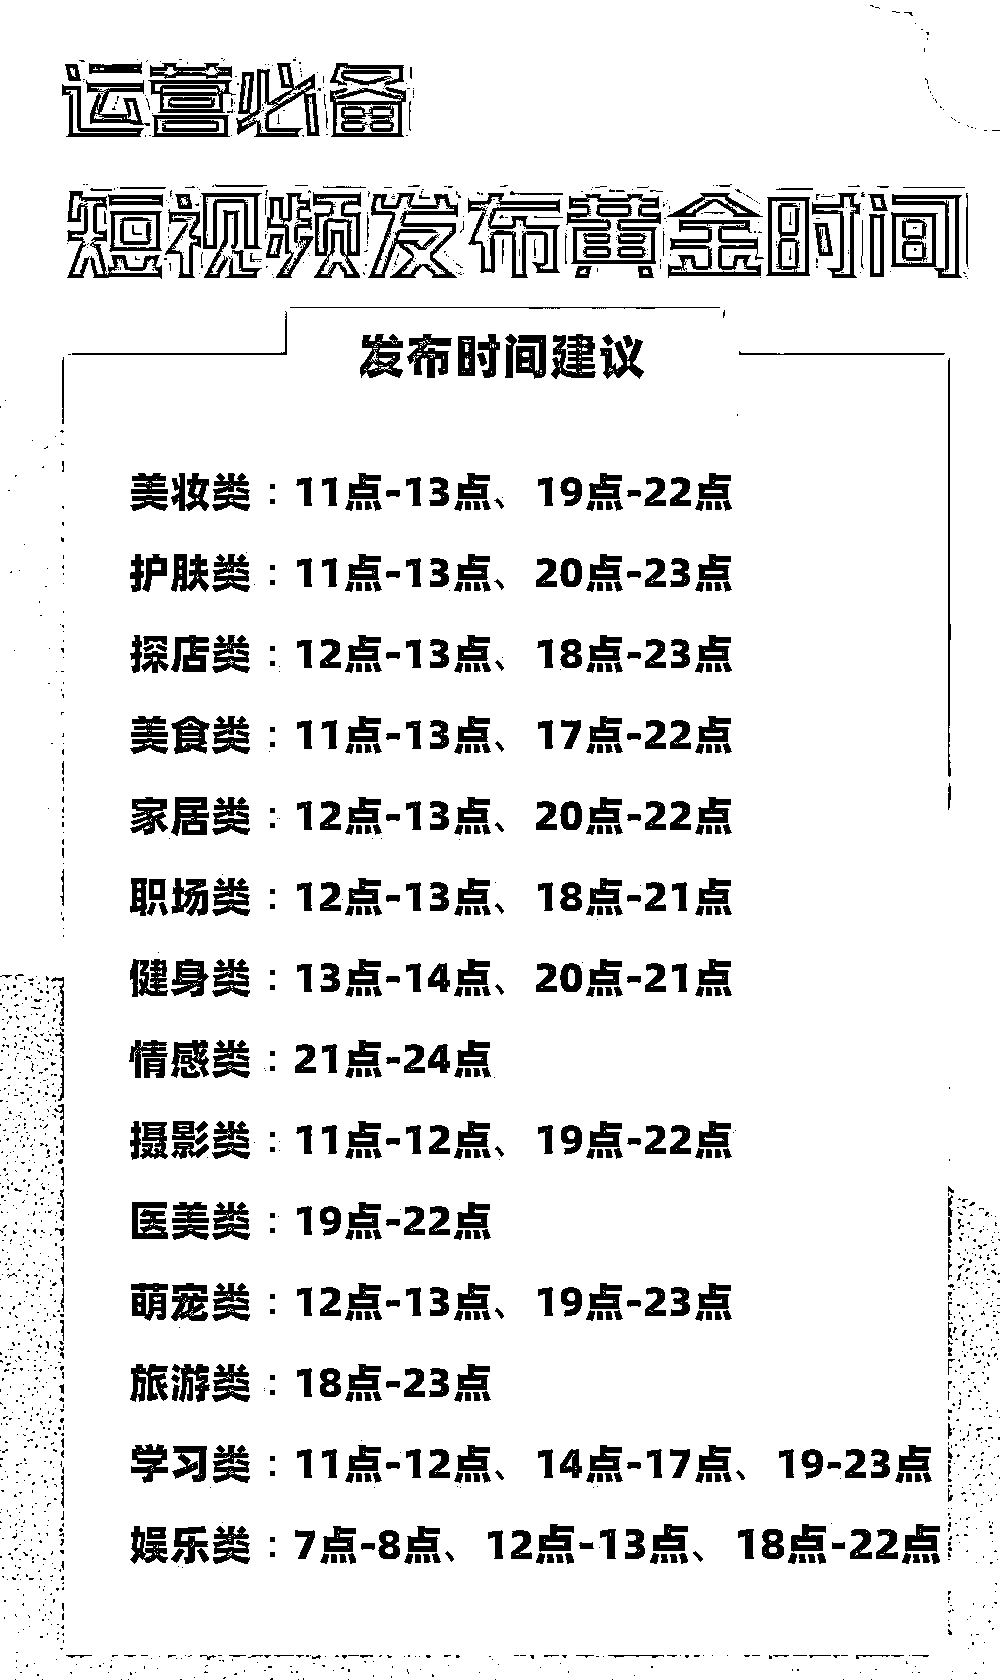 运营必备
短视频发布黄金时间
发布时间建议
美妆类：11点-13点、19点-22点
护肤类：11点-13点、20点-23点
探店类：12点-13点、18点-23点
美食类：11点-13点、17点-22点
家居类：12点-13点、20点-22点
职场类：12点-13点、18点-21点
健身类：13点-14点、20点-21点
情感类：21点-24点
摄影类：11点-12点、19点-22点
医美类：19点-22点
萌宠类：12点-13点、19点-23点
旅游类：18点-23点
学习类：11点-12点、14点-17点、19-23点
娱乐类：7点-8点、12点-13点、18点-22点